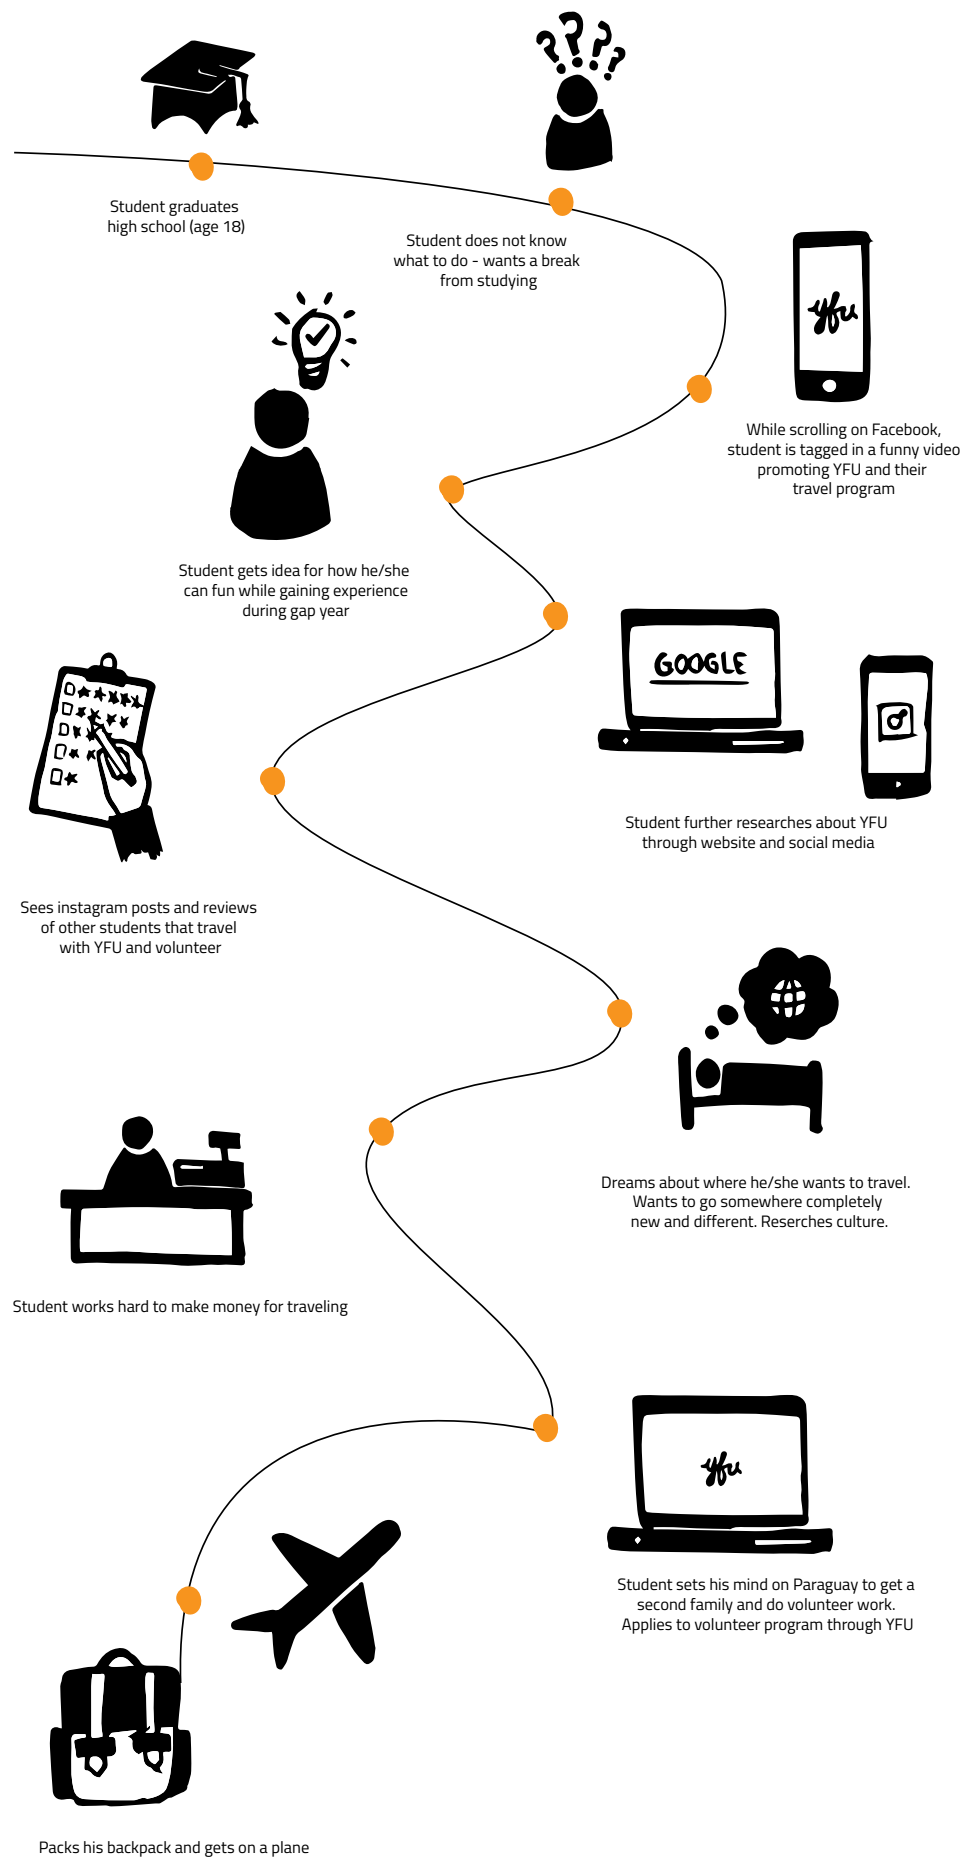 Student graduates
high school (age 18)
Student does not know
what to do - wants a break
from studying
yfu
While scrolling on Facebook,
student is tagged in a funny video
promoting YFU and their
travel program
Student gets idea for how he/she
can fun while gaining experience
during gap year
GOOGLE
Student further researches about YFU
through website and social media
Sees instagram posts and reviews
of other students that travel
with YFU and volunteer
Dreams about where he/she wants to travel.
Wants to go somewhere completely
new and different. Reserches culture.
Student works hard to make money for traveling
yfu
Student sets his mind on Paraguay to get a
second family and do volunteer work.
Applies to volunteer program through YFU
Packs his backpack and gets on a plane